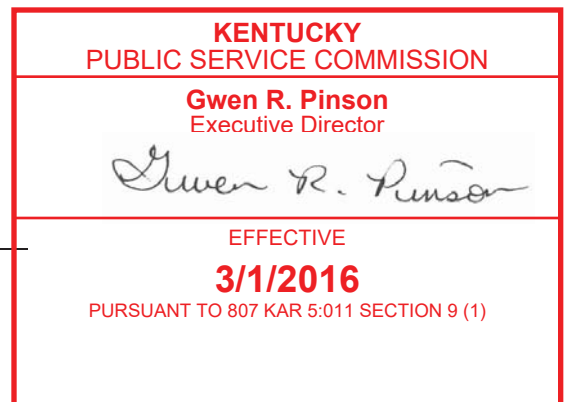 KENTUCKY
PUBLIC SERVICE COMMISSION
Gwen R. Pinson
Executive Director
Gwen R. Pinson
EFFECTIVE
3/1/2016
PURSUANT TO 807 KAR 5:011 SECTION 9 (1)